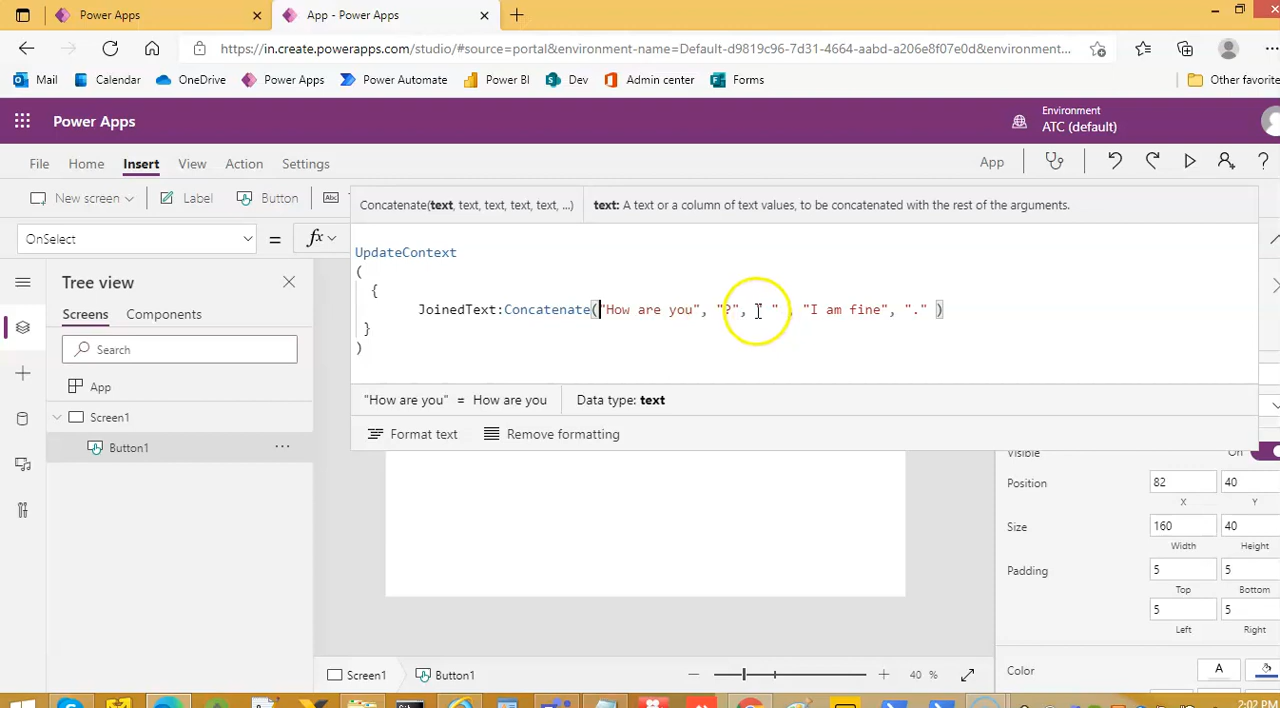 Power Apps
App - Power Apps
https://in.create.powerapps.com/studio/#source=portal&environment-name=Default-d9819c96-7d31-4664-aabd-a206e8f07e0d&environment...
Mail Calendar OneDrive Power Apps Power Automate Power BI Dev Admin center Forms Other favorite
Power Apps
Environment
ATC (default)
File Home Insert View Action Settings App
New screen Label Button Abc
Concatenate(text, text, text, text, text, ...) text: A text or a column of text values, to be concatenated with the rest of the arguments.
OnSelect = fx
UpdateContext
(
{
JoinedText:Concatenate("How are you", "?", " " , "I am fine", "." )
}
)
Tree view
Screens Components
Search
App
Screen1
Button1 ...
"How are you" = How are you Data type: text
Format text Remove formatting
Visible On
Position 82 40
X Y
Size 160 40
Width Height
Padding 5 5
Top Bottom
5 5
Left Right
Color A
Screen1 Button1 40 %
2:02 PM